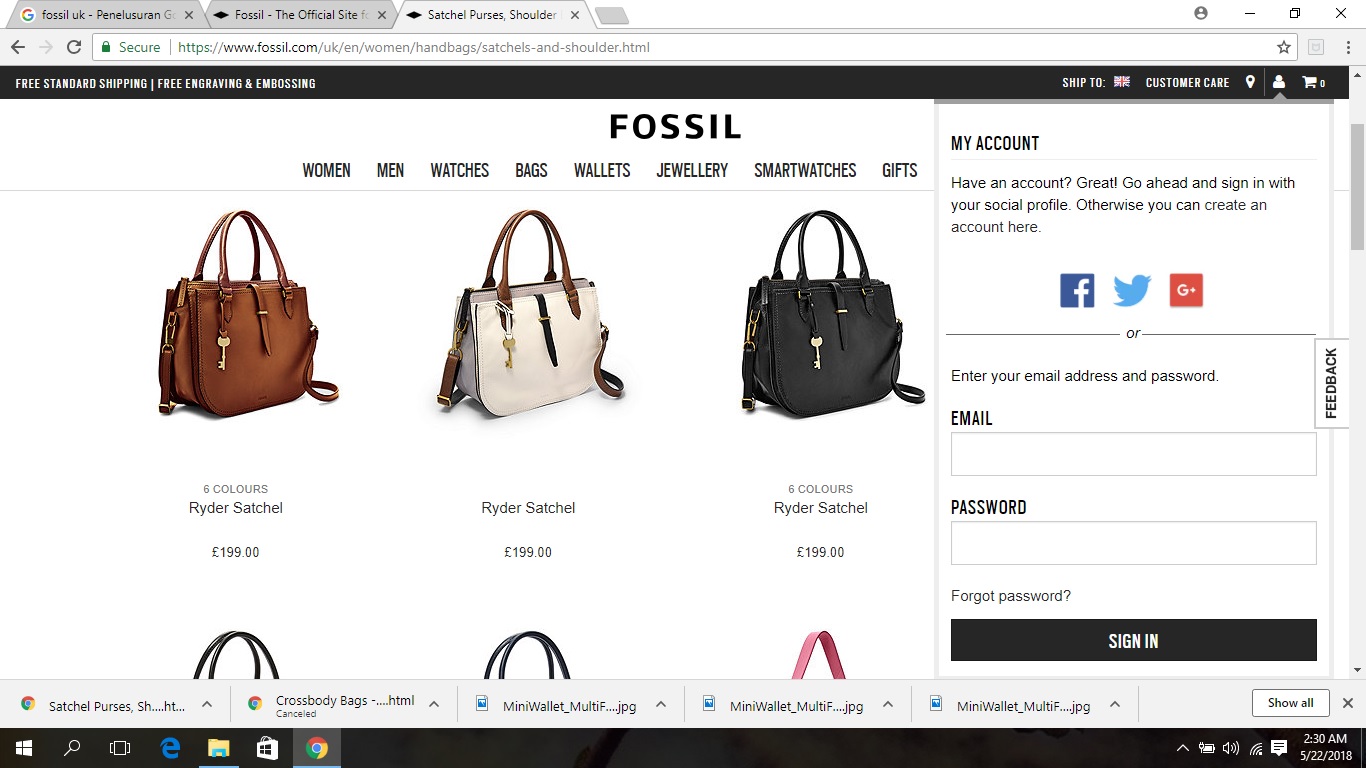 fossil uk - Penelusuran Go
Fossil - The Official Site fo
Satchel Purses, Shoulder
Secure
https://www.fossil.com/uk/en/women/handbags/satchels-and-shoulder.html
FREE STANDARD SHIPPING | FREE ENGRAVING & EMBOSSING
SHIP TO:
CUSTOMER CARE
0
FOSSIL
WOMEN MEN WATCHES BAGS WALLETS JEWELLERY SMARTWATCHES GIFTS
MY ACCOUNT
Have an account? Great! Go ahead and sign in with
your social profile. Otherwise you can create an
account here.
G+
or
Enter your email address and password.
EMAIL
PASSWORD
Forgot password?
SIGN IN
FEEDBACK
6 COLOURS
Ryder Satchel
£199.00
Ryder Satchel
£199.00
6 COLOURS
Ryder Satchel
£199.00
Satchel Purses, Sh....ht...
Crossbody Bags -....html
Canceled
MiniWallet_MultiF....jpg
MiniWallet_MultiF....jpg
MiniWallet_MultiF....jpg
Show all
2:30 AM
5/22/2018